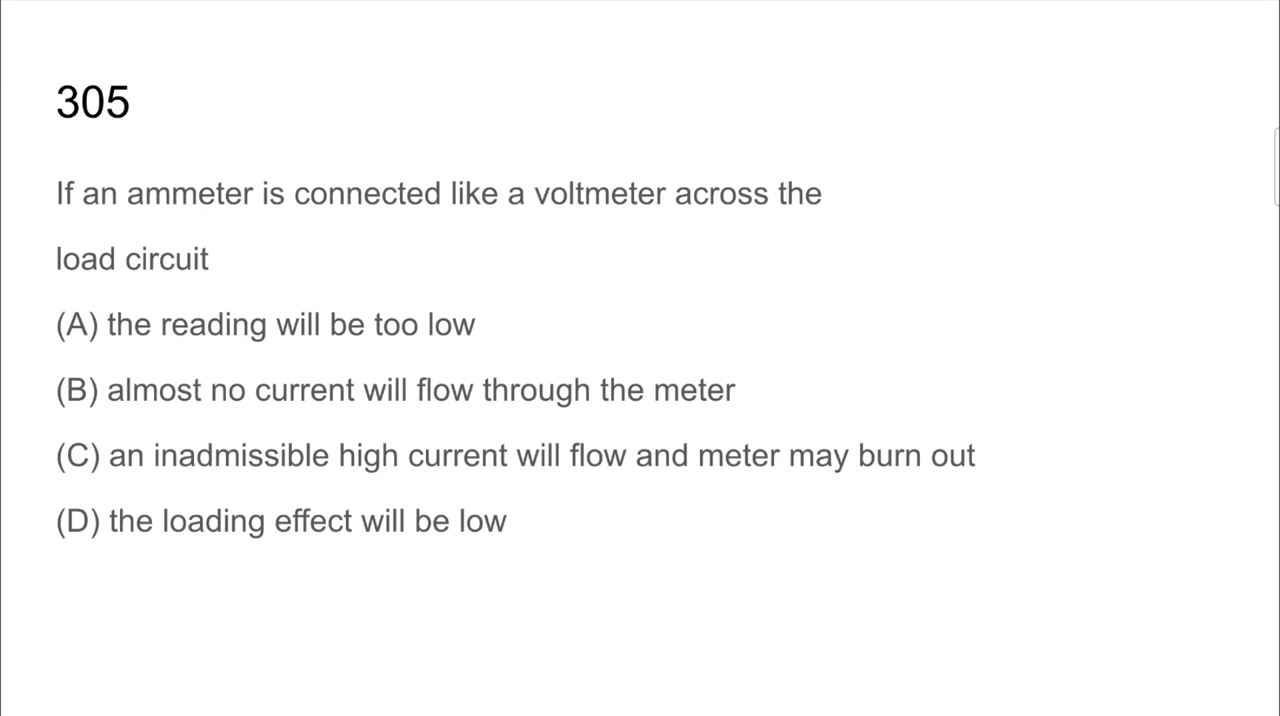 305
If an ammeter is connected like a voltmeter across the
load circuit
(A) the reading will be too low
(B) almost no current will flow through the meter
(C) an inadmissible high current will flow and meter may burn out
(D) the loading effect will be low